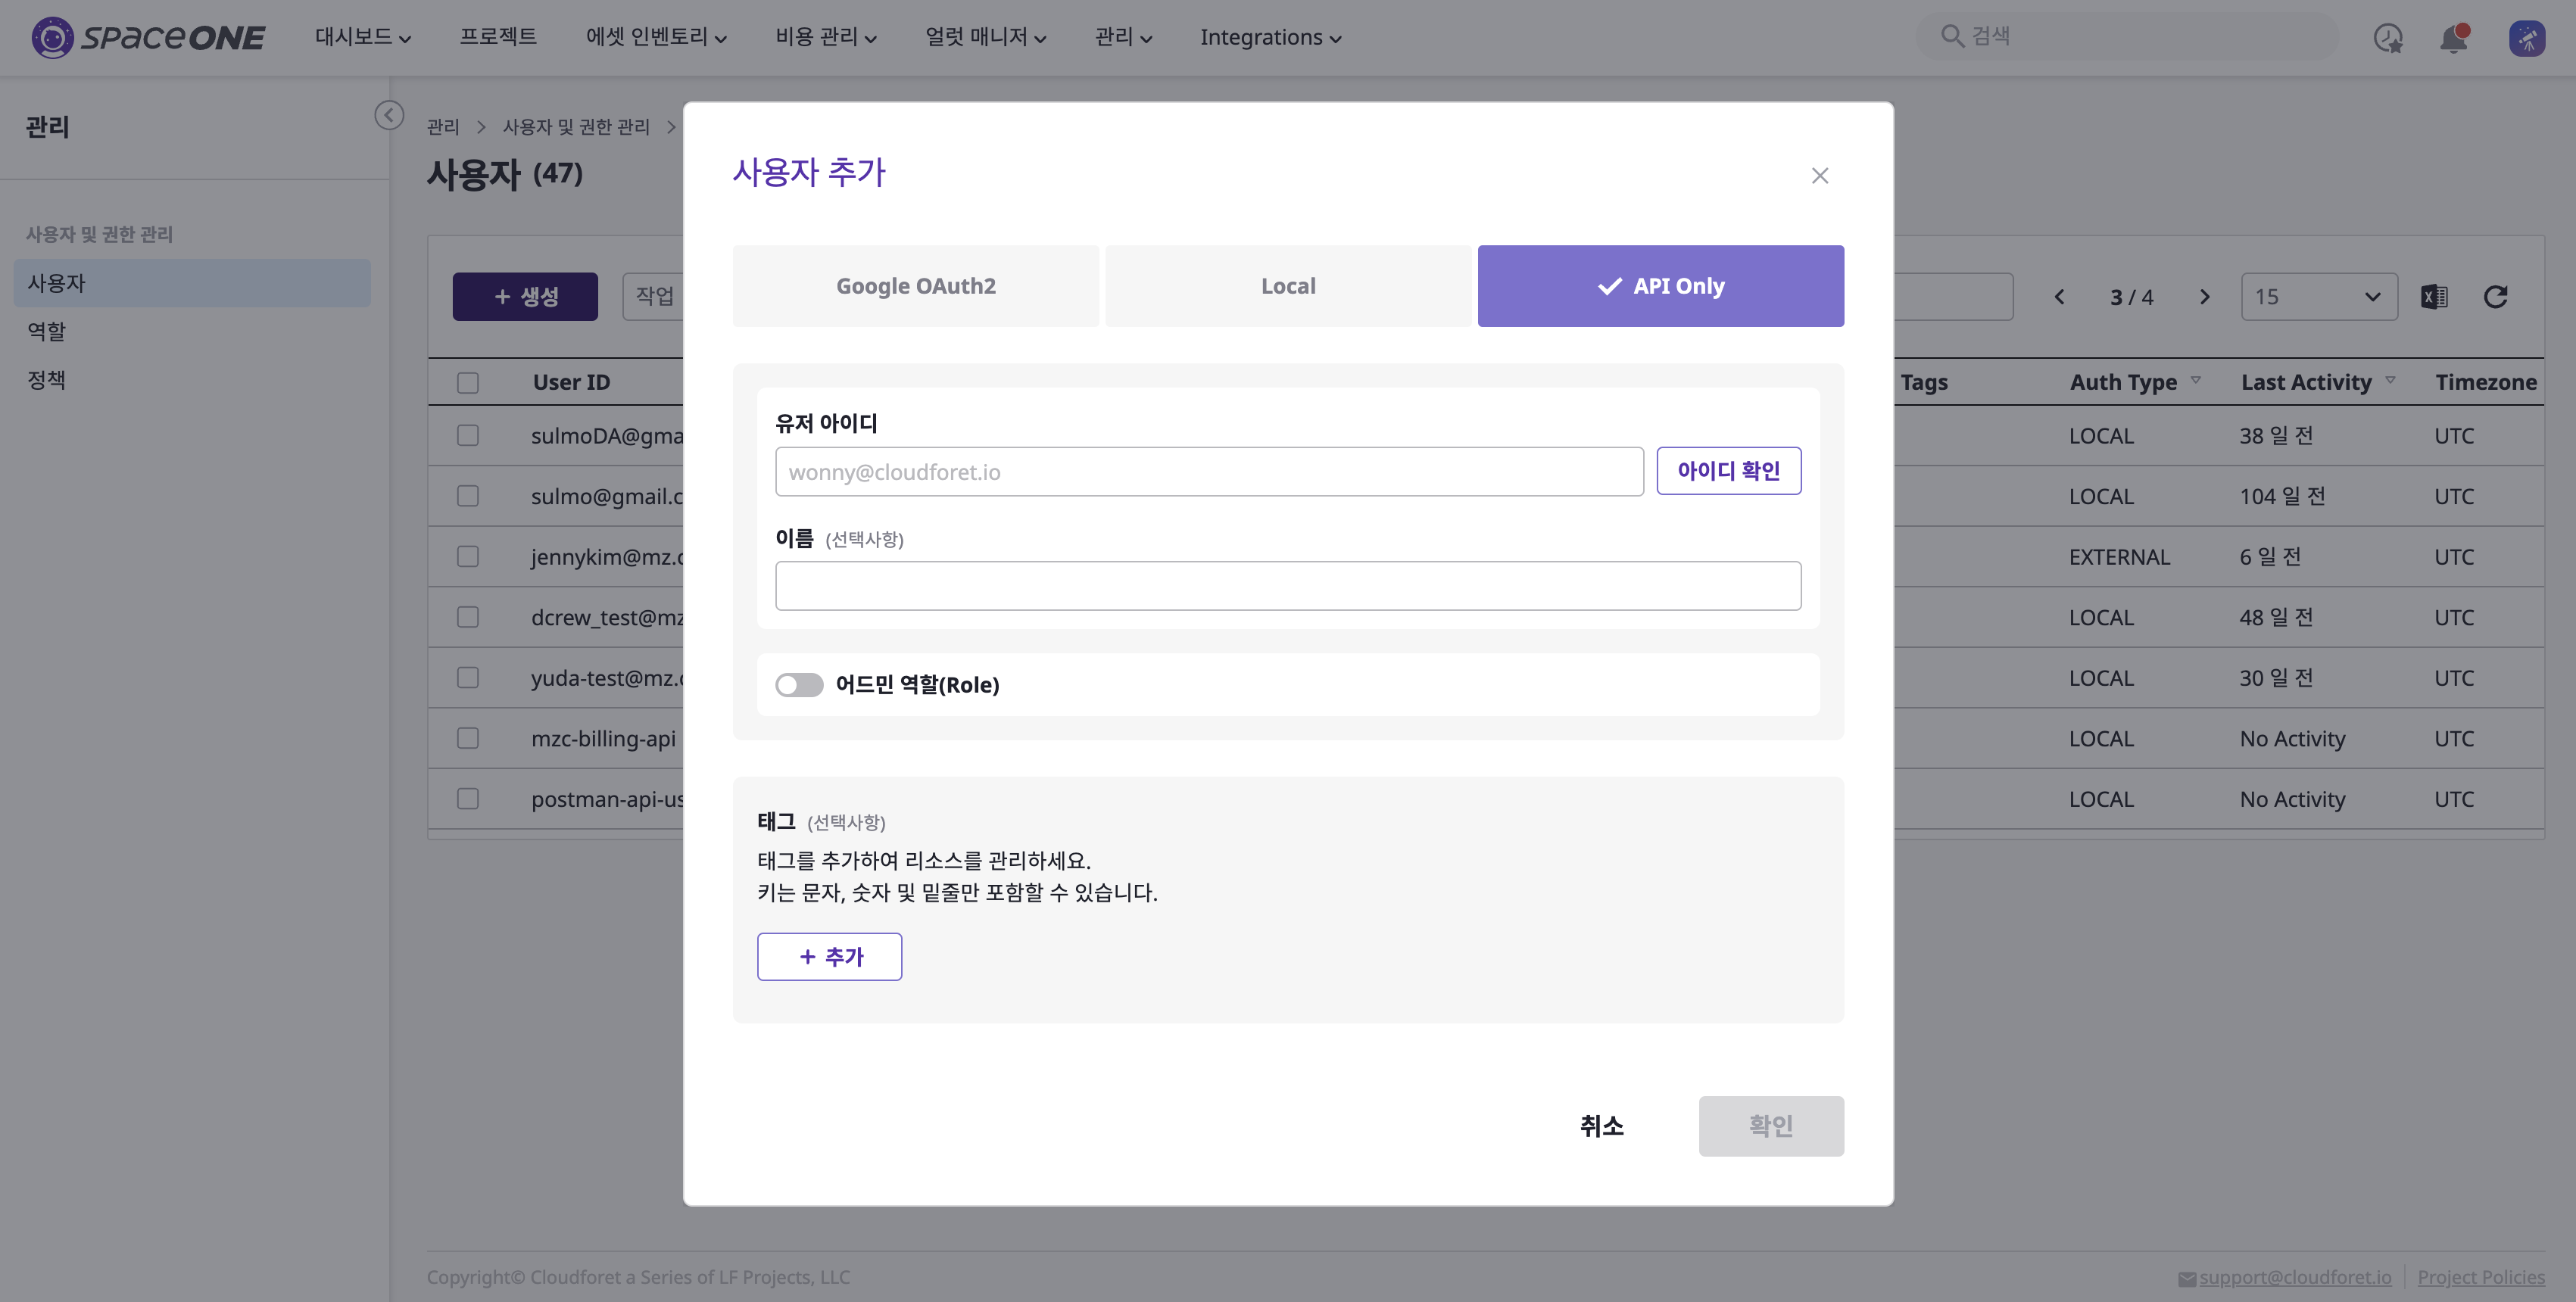 SPACEONE 대시보드 프로젝트 에셋 인벤토리 비용 관리 얼럿 매니저 관리 Integrations 검색
관리
사용자 및 권한 관리
사용자
역할
정책
관리 > 사용자 및 권한 관리 >
사용자 (47)
+ 생성 작업 3 / 4 15
User ID Tags Auth Type Last Activity Timezone
sulmoDA@gma LOCAL 38 일 전 UTC
sulmo@gmail.c LOCAL 104 일 전 UTC
jennykim@mz.c EXTERNAL 6 일 전 UTC
dcrew_test@mz LOCAL 48 일 전 UTC
yuda-test@mz.c LOCAL 30 일 전 UTC
mzc-billing-api LOCAL No Activity UTC
postman-api-us LOCAL No Activity UTC
사용자 추가
Google OAuth2 Local API Only
유저 아이디
wonny@cloudforet.io 아이디 확인
이름 (선택사항)
어드민 역할(Role)
태그 (선택사항)
태그를 추가하여 리소스를 관리하세요.
키는 문자, 숫자 및 밑줄만 포함할 수 있습니다.
+ 추가
취소 확인
Copyright© Cloudforet a Series of LF Projects, LLC support@cloudforet.io Project Policies